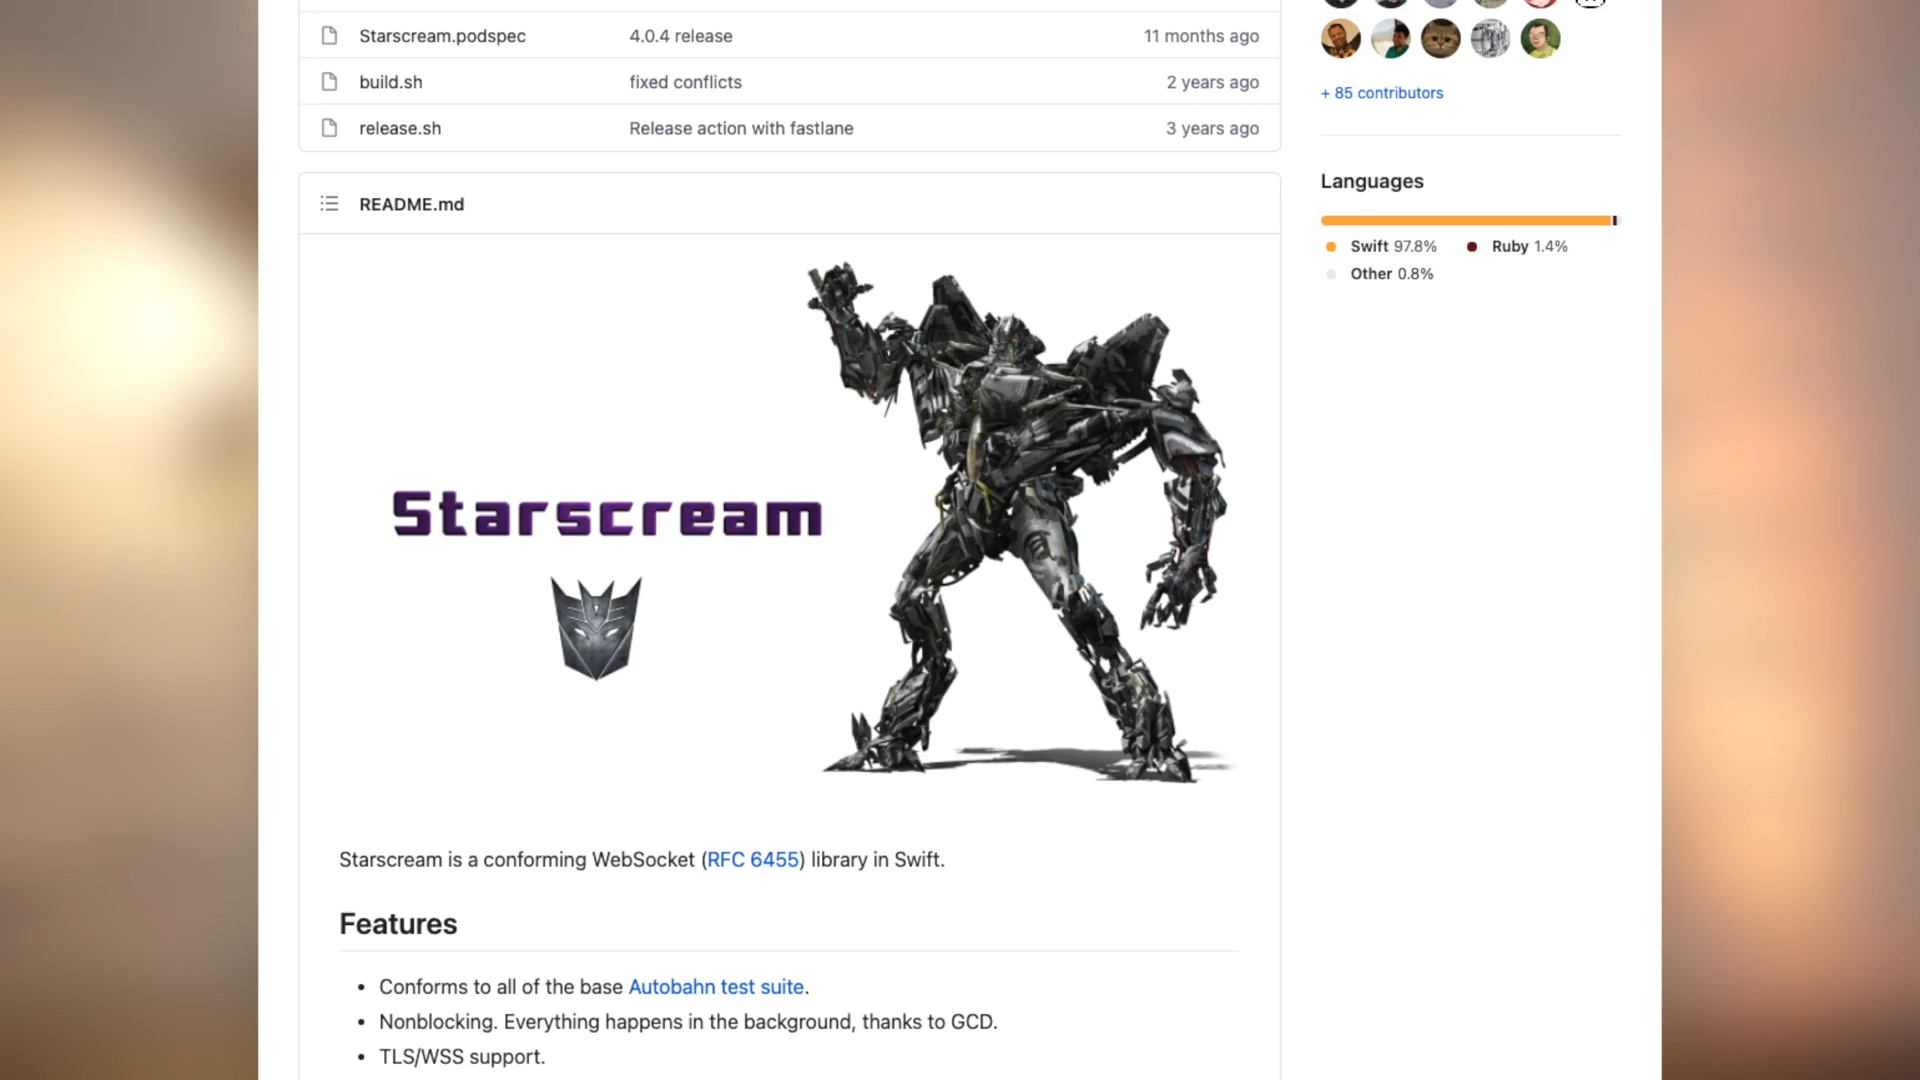 Starscream.podspec 4.0.4 release 11 months ago
build.sh fixed conflicts 2 years ago
release.sh Release action with fastlane 3 years ago
+ 85 contributors
Languages
Swift 97.8% Ruby 1.4%
Other 0.8%
README.md
Starscream
Starscream is a conforming WebSocket (RFC 6455) library in Swift.
Features
• Conforms to all of the base Autobahn test suite.
• Nonblocking. Everything happens in the background, thanks to GCD.
• TLS/WSS support.